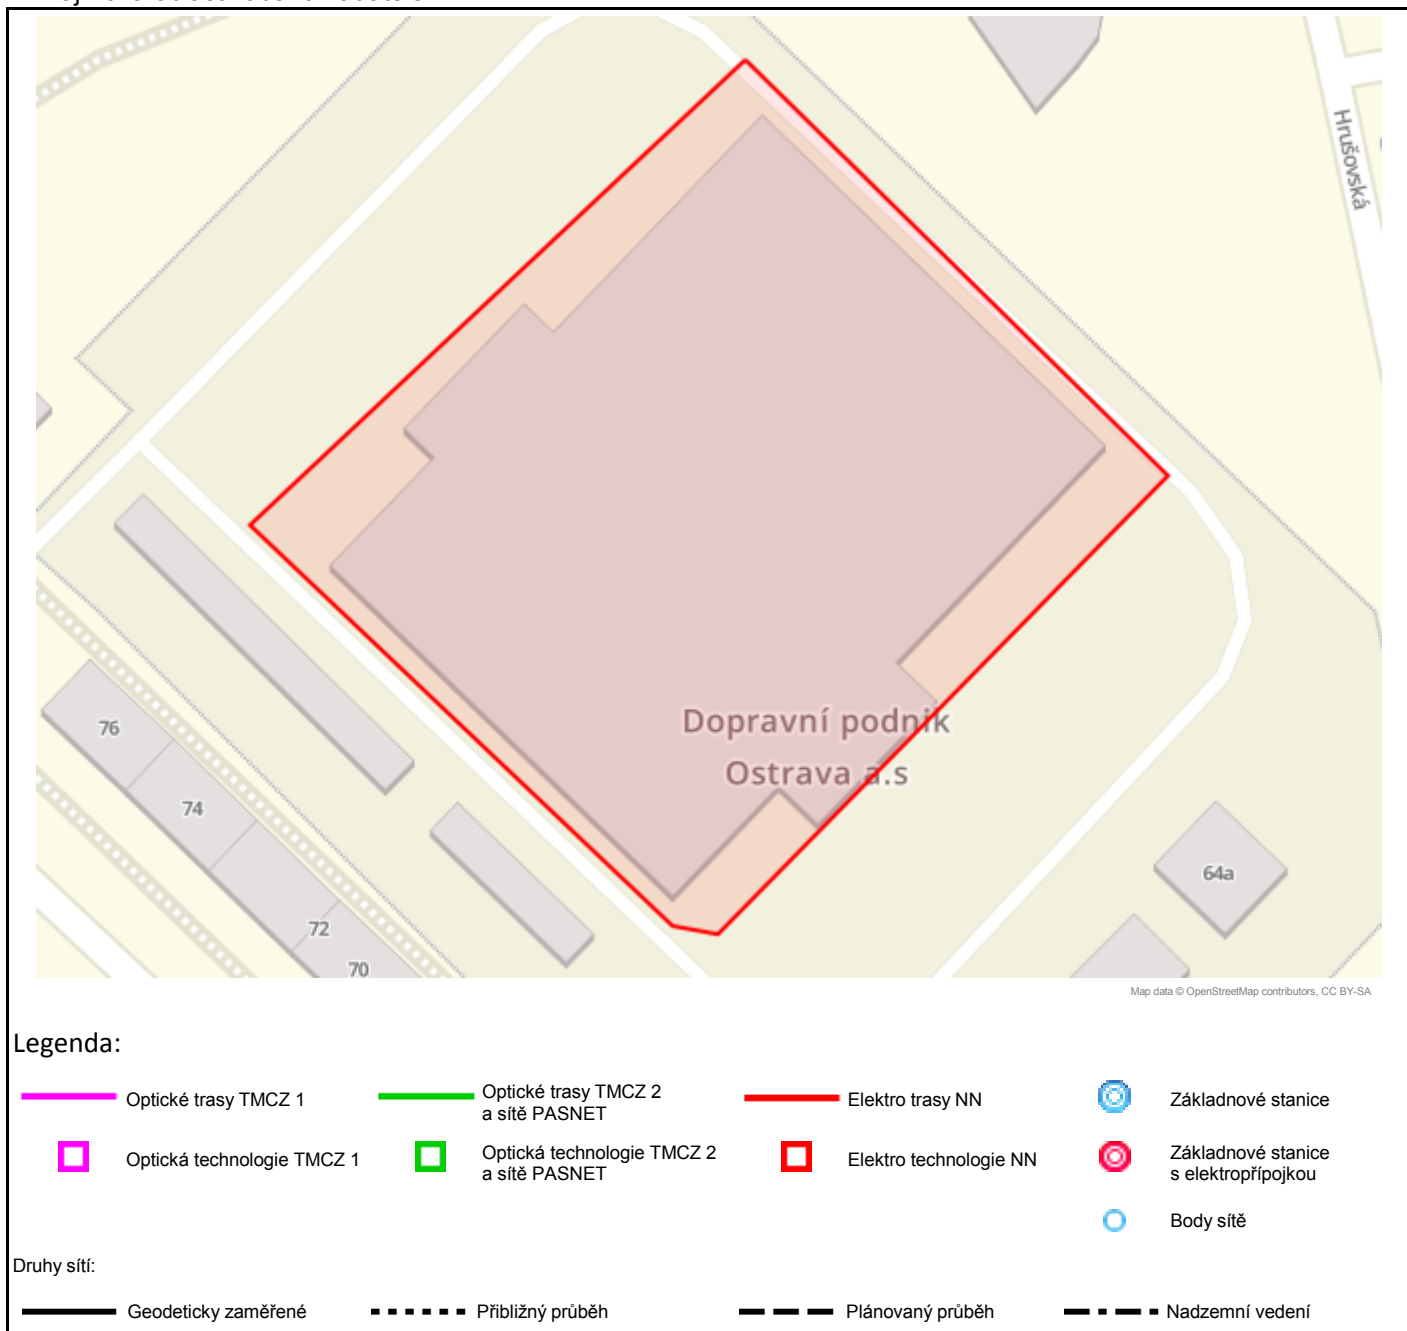 Hrušovská
Dopravní podnik
Ostrava a.s
76
74
72
70
64a
Map data © OpenStreetMap contributors, CC BY-SA
Legenda:
Optické trasy TMCZ 1
Optické trasy TMCZ 2
a sítě PASNET
Elektro trasy NN
Základnové stanice
Optická technologie TMCZ 1
Optická technologie TMCZ 2
a sítě PASNET
Elektro technologie NN
Základnové stanice
s elektropřípojkou
Body sítě
Druhy sítí:
Geodeticky zaměřené
Přibližný průběh
Plánovaný průběh
Nadzemní vedení